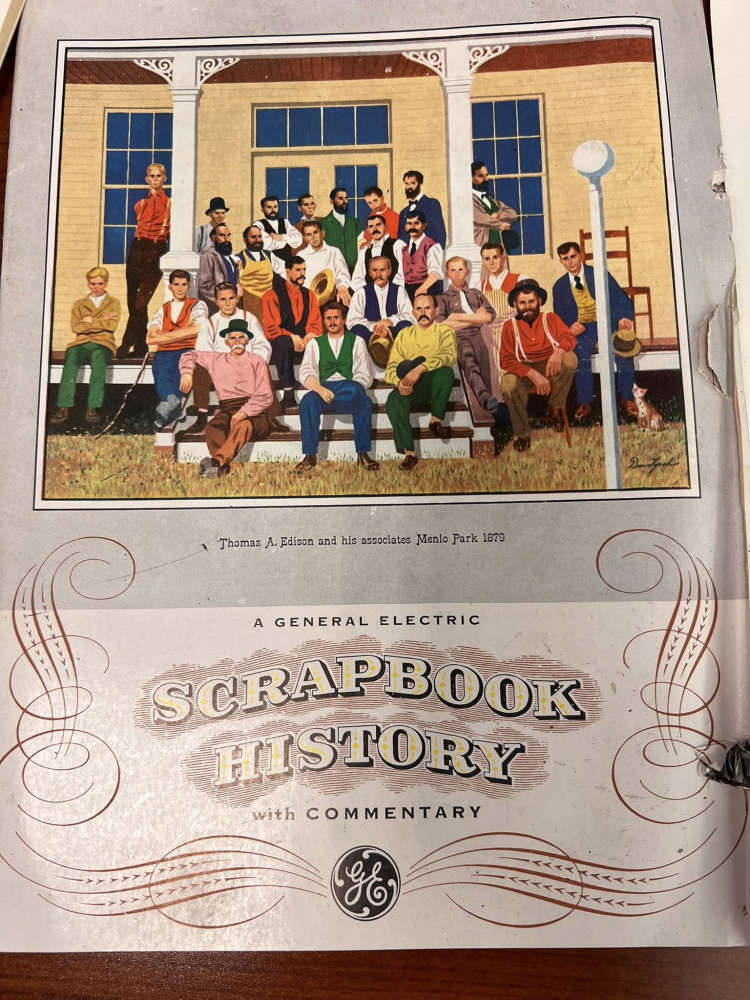 Thomas A. Edison and his associates Menlo Park 1879
A GENERAL ELECTRIC
SCRAPBOOK
HISTORY
with COMMENTARY
GE